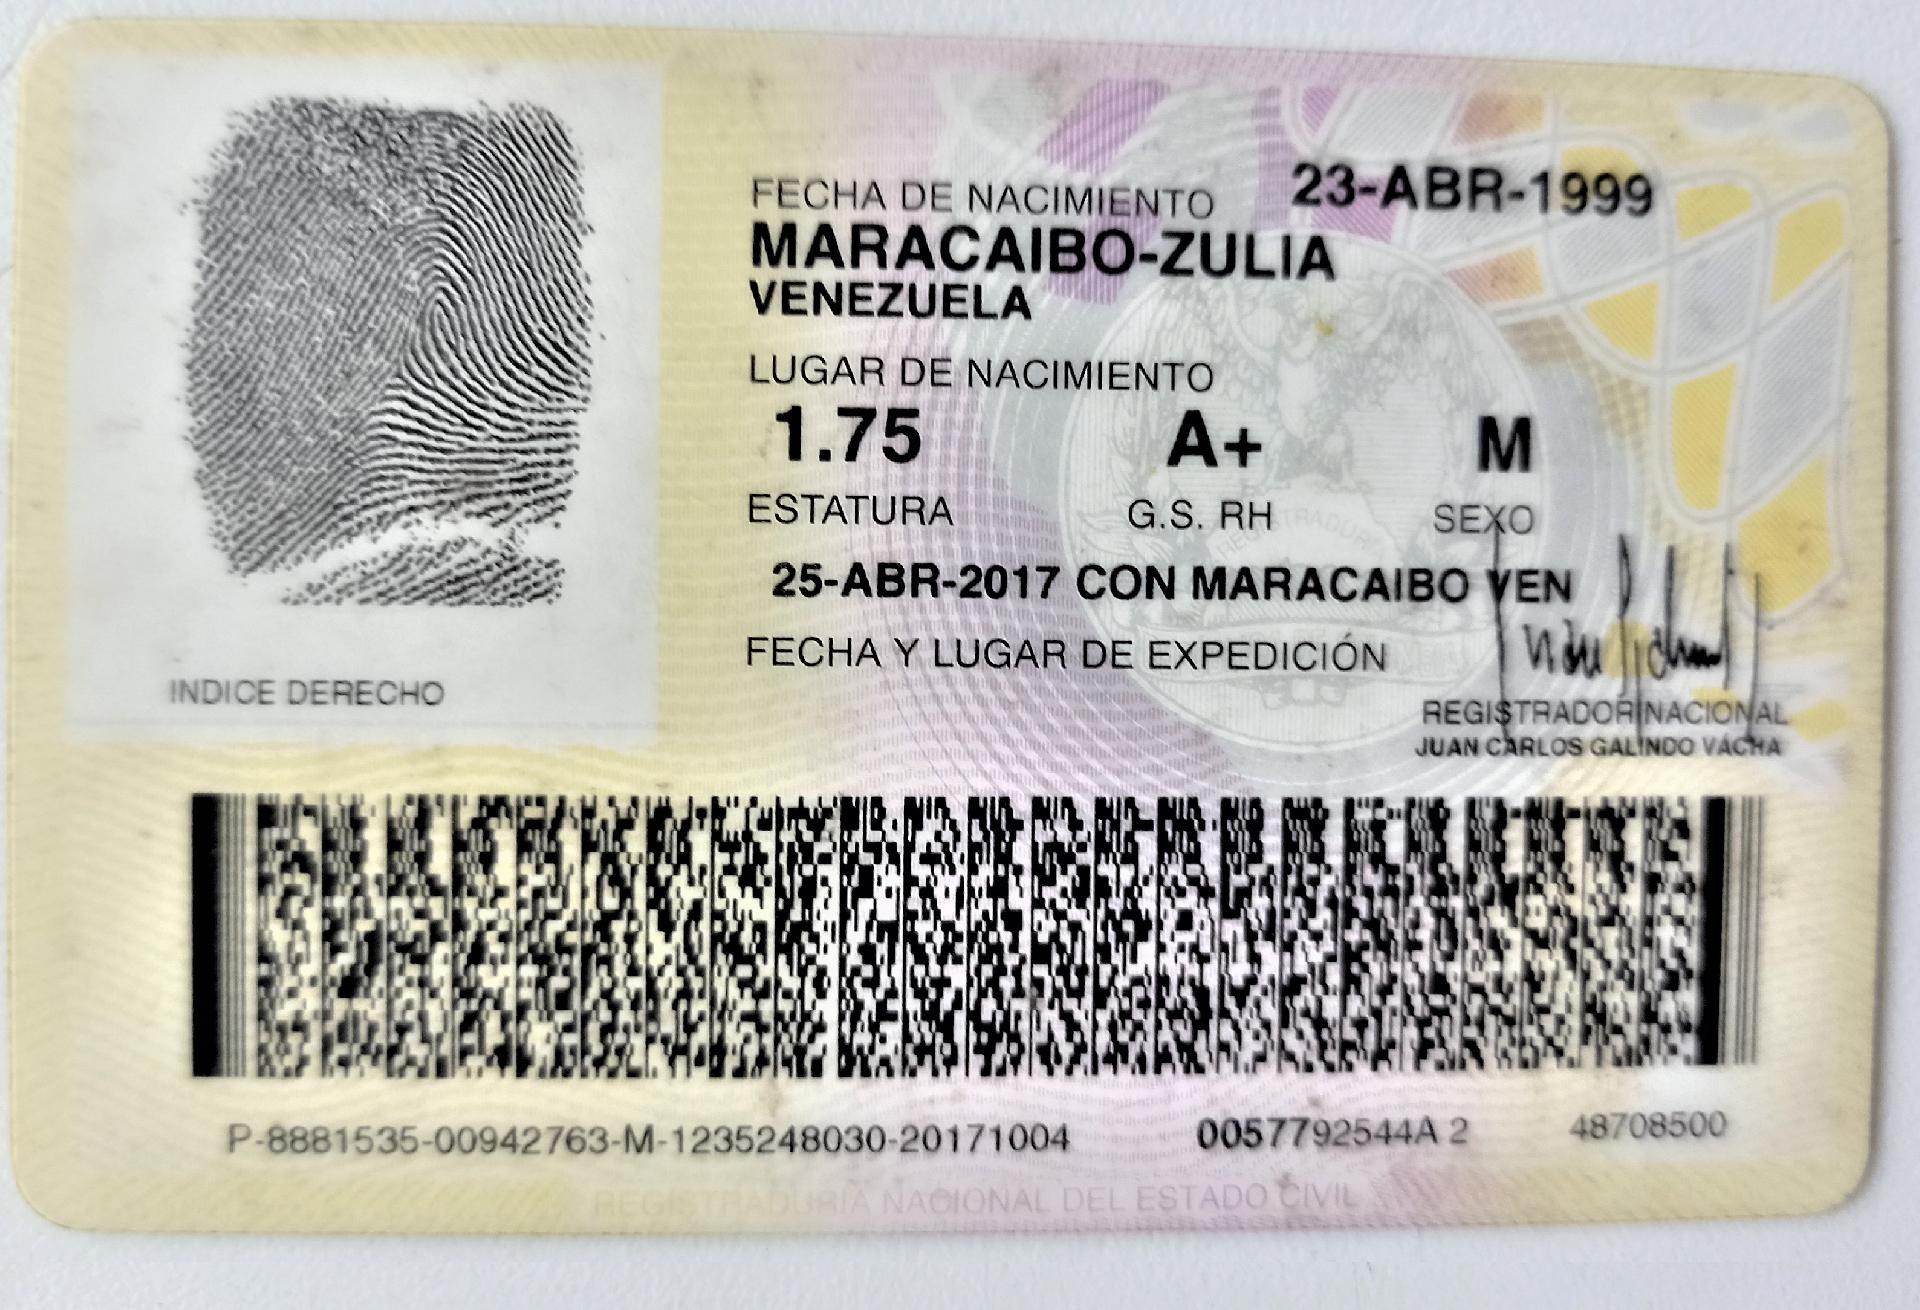 FECHA DE NACIMIENTO 23-ABR-1999
MARACAIBO-ZULIA
VENEZUELA
LUGAR DE NACIMIENTO
1.75 A+ M
ESTATURA G.S. RH SEXO
25-ABR-2017 CON MARACAIBO VEN
FECHA Y LUGAR DE EXPEDICIÓN
INDICE DERECHO
REGISTRADOR NACIONAL
JUAN CARLOS GALINDO VACHA
P-8881535-00942763-M-1235248030-20171004 0057792544A 2 48708500
REGISTRADURIA NACIONAL DEL ESTADO CIVIL